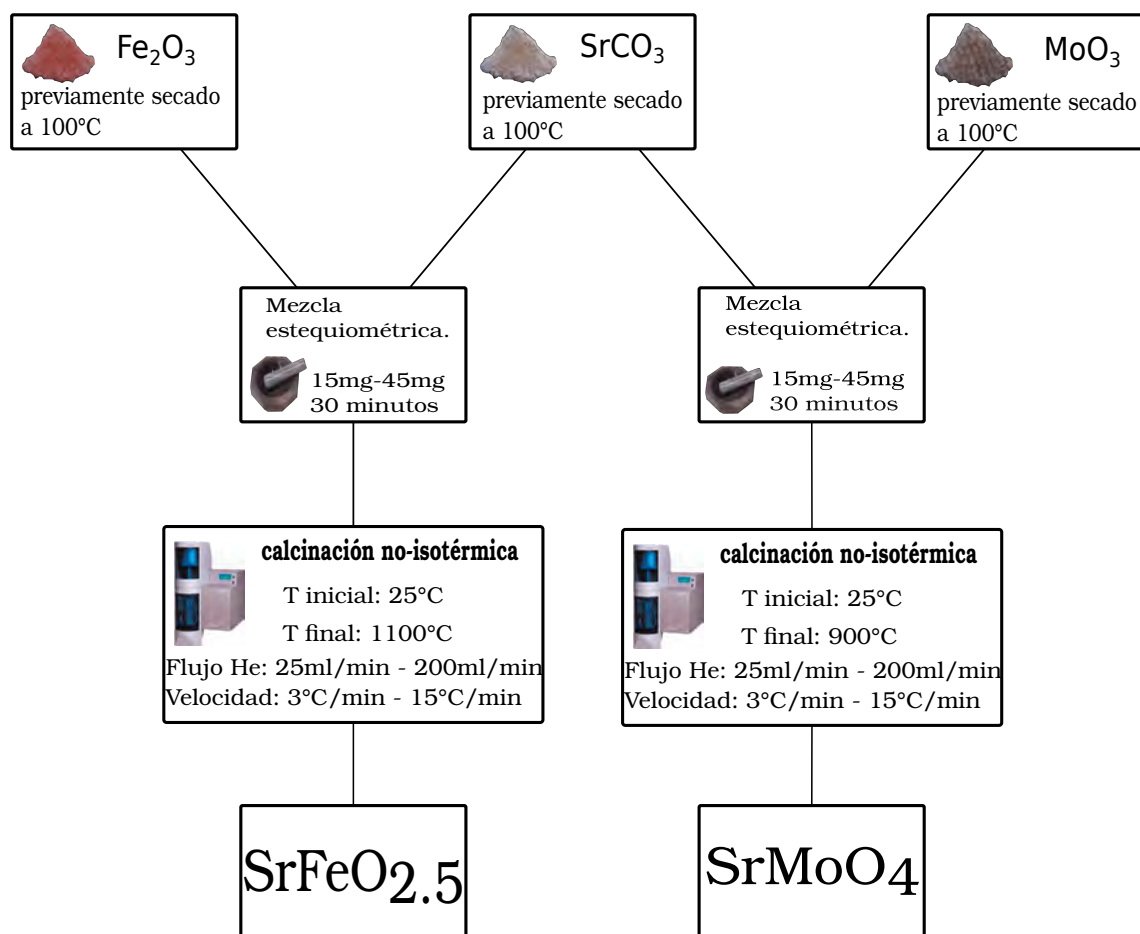 Fe₂O₃
previamente secado
a 100°C
SrCO₃
previamente secado
a 100°C
MoO₃
previamente secado
a 100°C
Mezcla
estequiométrica.
15mg-45mg
30 minutos
Mezcla
estequiométrica.
15mg-45mg
30 minutos
calcinación no-isotérmica
T inicial: 25°C
T final: 1100°C
Flujo He: 25ml/min - 200ml/min
Velocidad: 3°C/min - 15°C/min
calcinación no-isotérmica
T inicial: 25°C
T final: 900°C
Flujo He: 25ml/min - 200ml/min
Velocidad: 3°C/min - 15°C/min
SrFeO2.5
SrMoO4